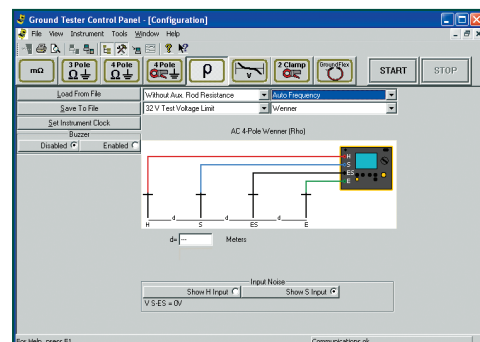 Ground Tester Control Panel - [Configuration]
File View Instrument Tools Window Help
mΩ 3 Pole Ω 4 Pole Ω 4 Pole ρ V 2 Clamp GroundFlex START STOP
Load From File
Save To File
Set Instrument Clock
Buzzer
Disabled Enabled
Without Aux. Rod Resistance Auto Frequency
32 V Test Voltage Limit Wenner
AC 4-Pole Wenner (Rho)
H
S
ES
E
d d d
H S ES E
d= --- Meters
Input Noise
Show H Input Show S Input
V S-ES = 0V
For Help, press F1 Communications ok